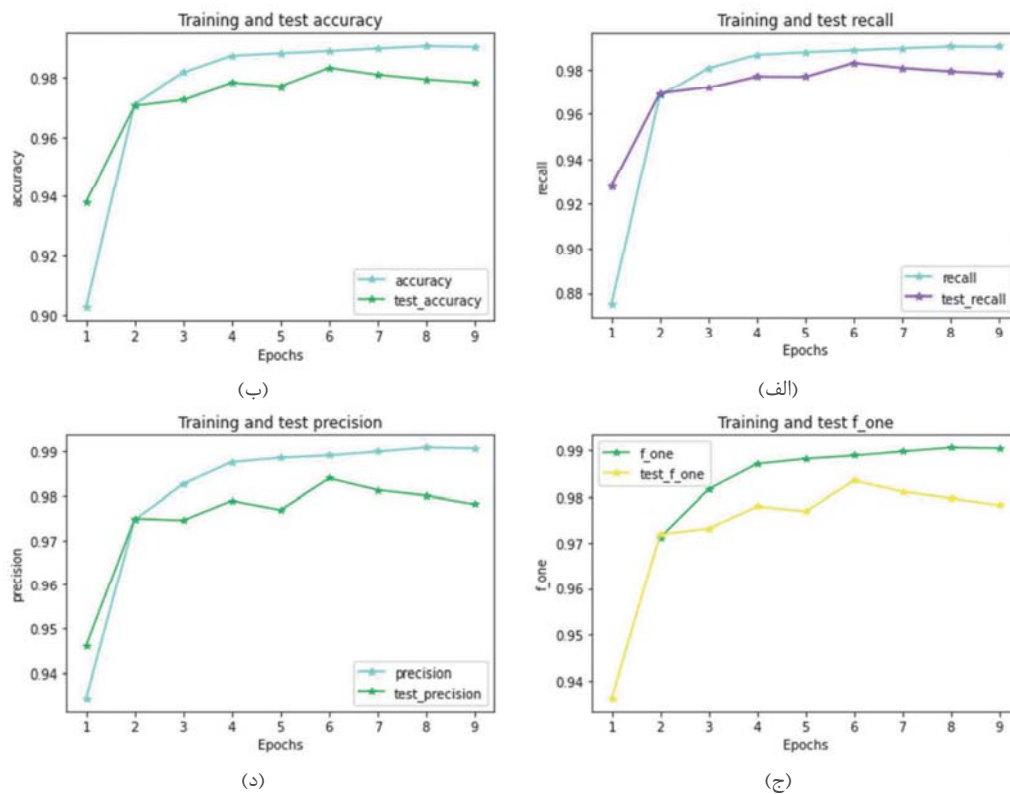 Training and test accuracy
accuracy
0.98
0.96
0.94
0.92
0.90
accuracy
test_accuracy
1 2 3 4 5 6 7 8 9
Epochs
(ب)
Training and test recall
recall
0.98
0.96
0.94
0.92
0.90
0.88
recall
test_recall
1 2 3 4 5 6 7 8 9
Epochs
(الف)
Training and test precision
precision
0.99
0.98
0.97
0.96
0.95
0.94
precision
test_precision
1 2 3 4 5 6 7 8 9
Epochs
(د)
Training and test f_one
f_one
0.99
0.98
0.97
0.96
0.95
0.94
f_one
test_f_one
1 2 3 4 5 6 7 8 9
Epochs
(ج)